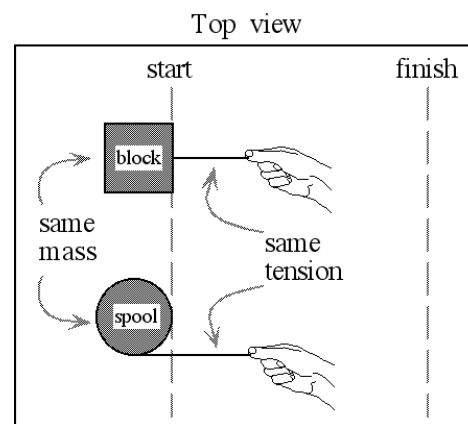 Top view
start
finish
block
same
mass
same
tension
spool